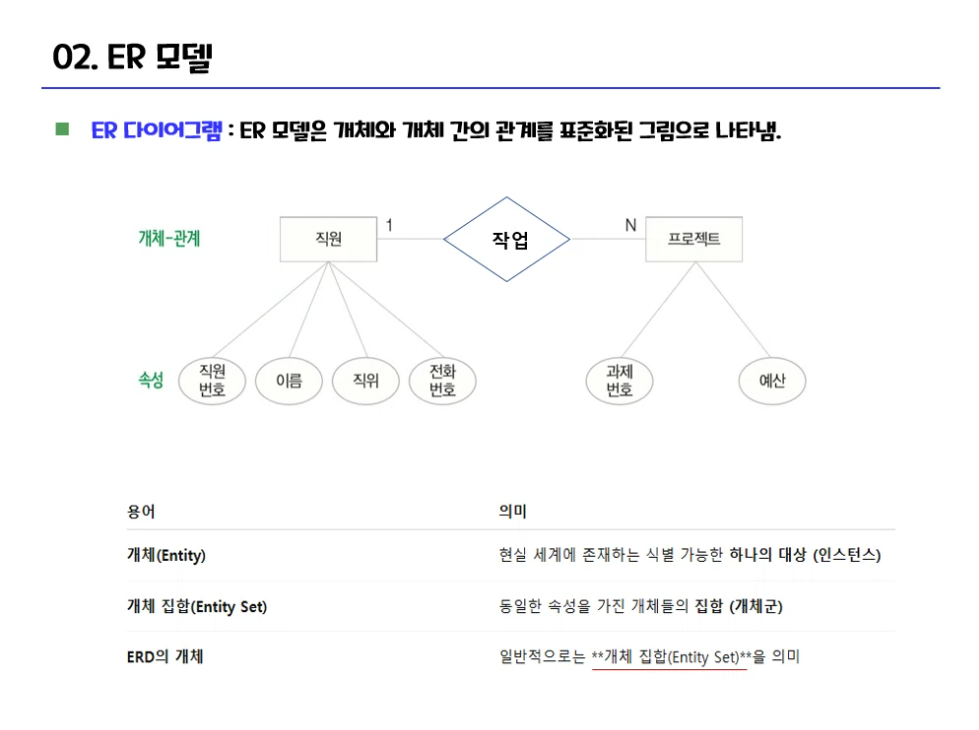 02. ER 모델
ER 다이어그램 : ER 모델은 개체와 개체 간의 관계를 표준화된 그림으로 나타냄.
개체-관계
직원
1
작업
N
프로젝트
속성
직원
번호
이름
직위
전화
번호
과제
번호
예산
용어 의미
개체(Entity) 현실 세계에 존재하는 식별 가능한 하나의 대상 (인스턴스)
개체 집합(Entity Set) 동일한 속성을 가진 개체들의 집합 (개체군)
ERD의 개체 일반적으로는 **개체 집합(Entity Set)**을 의미